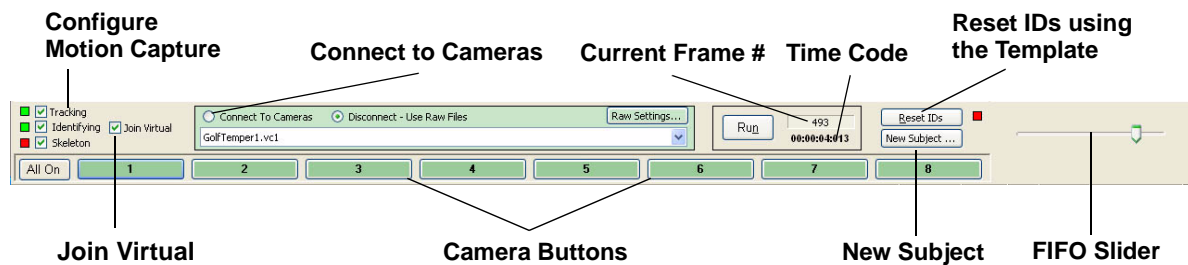 Configure
Motion Capture
Connect to Cameras
Current Frame #
Time Code
Reset IDs using
the Template
Tracking
Identifying
Join Virtual
Skeleton
Connect To Cameras
Disconnect - Use Raw Files
Raw Settings...
GolfTemper1.vc1
Run
493
00:00:04:013
Reset IDs
New Subject ...
All On
1
2
3
4
5
6
7
8
Join Virtual
Camera Buttons
New Subject
FIFO Slider